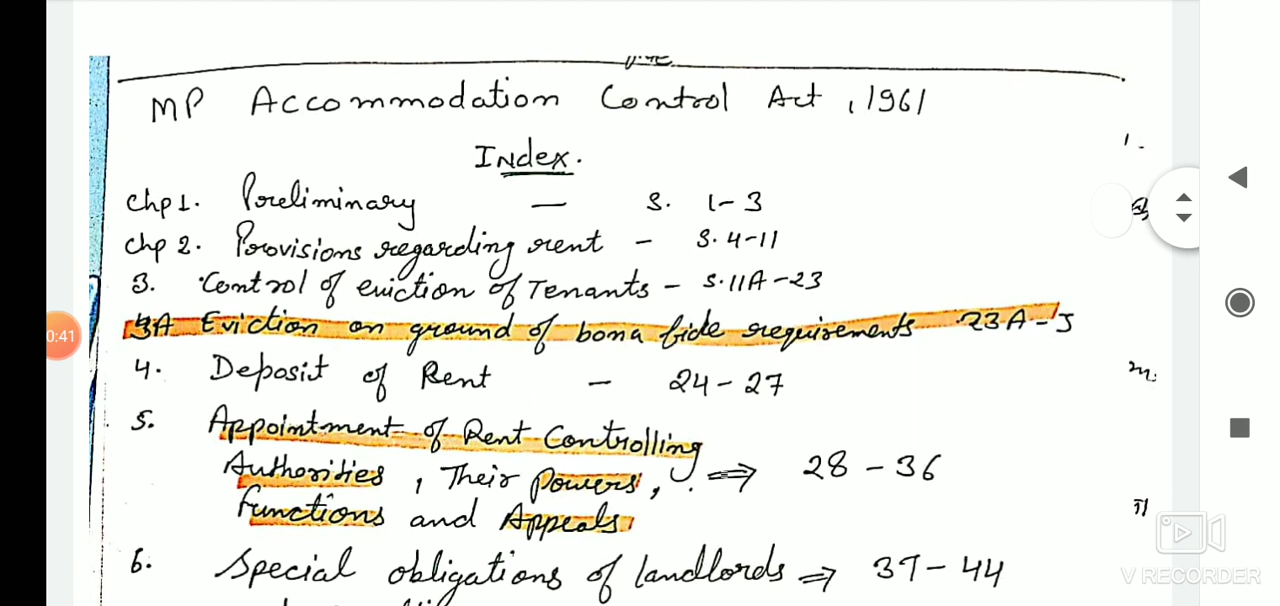 MP Accommodation Control Act, 1961
1.
Index.
Chp 1. Preliminary — S. 1-3
Chp 2. Provisions regarding rent - S.4-11
3. Control of eviction of Tenants - S.11A-23
3A Eviction on ground of bona fide requirements 23A-J
0:41
4. Deposit of Rent - 24-27
5. Appointment of Rent Controlling
Authorities, Their Powers, ⇒ 28-36
Functions and Appeals
6. Special obligations of landlords ⇒ 37-44
V RECORDER